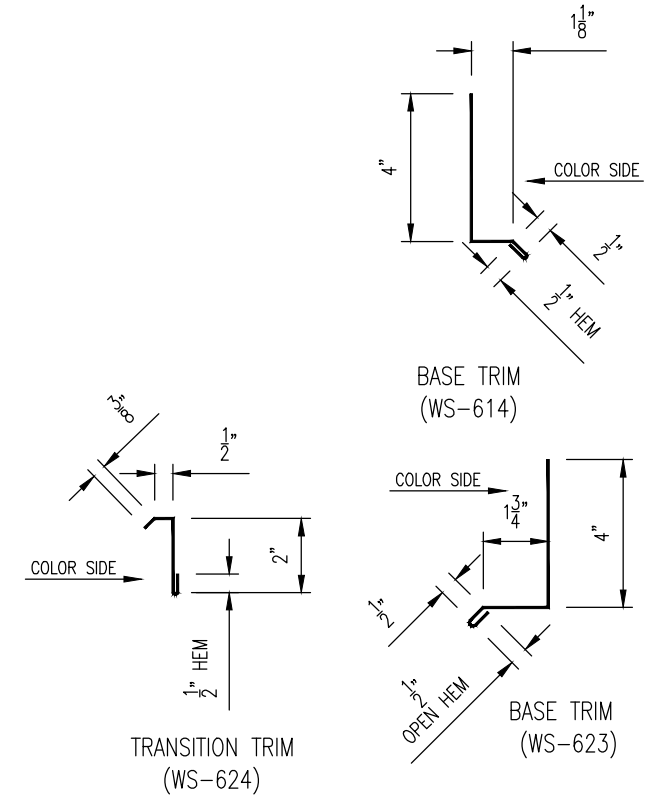 1 1/8"
4"
COLOR SIDE
1/2"
1/2" HEM
BASE TRIM
(WS-614)
3/8"
1/2"
COLOR SIDE
2"
1/2" HEM
TRANSITION TRIM
(WS-624)
COLOR SIDE
1 3/4"
4"
1/2"
1/2"
OPEN HEM
BASE TRIM
(WS-623)